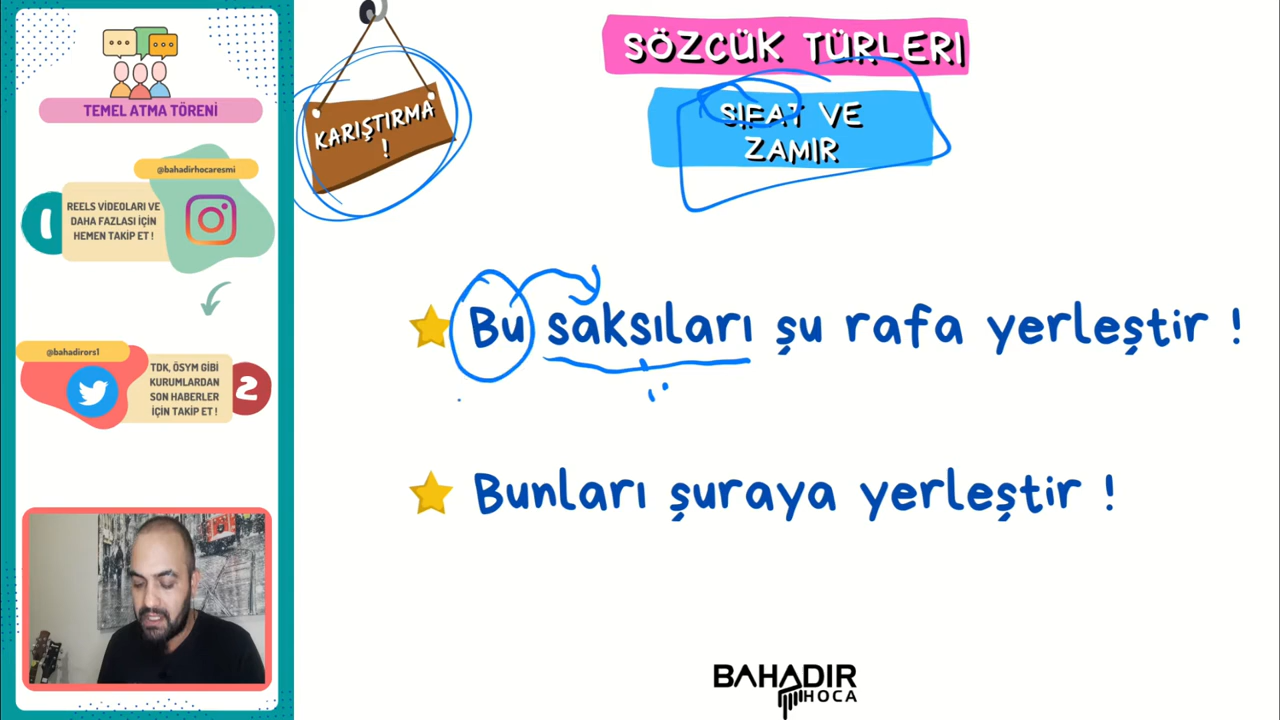 TEMEL ATMA TÖRENİ
@bahadirhocaresmi
1
REELS VİDEOLARI VE
DAHA FAZLASI İÇİN
HEMEN TAKİP ET !
@bahadirors1
TDK, ÖSYM GİBİ
KURUMLARDAN
SON HABERLER
İÇİN TAKİP ET !
2
KARIŞTIRMA
!
SÖZCÜK TÜRLERI
SIFAT VE
ZAMIR
Bu saksıları şu rafa yerleştir !
Bunları şuraya yerleştir !
BAHADIR
HOCA